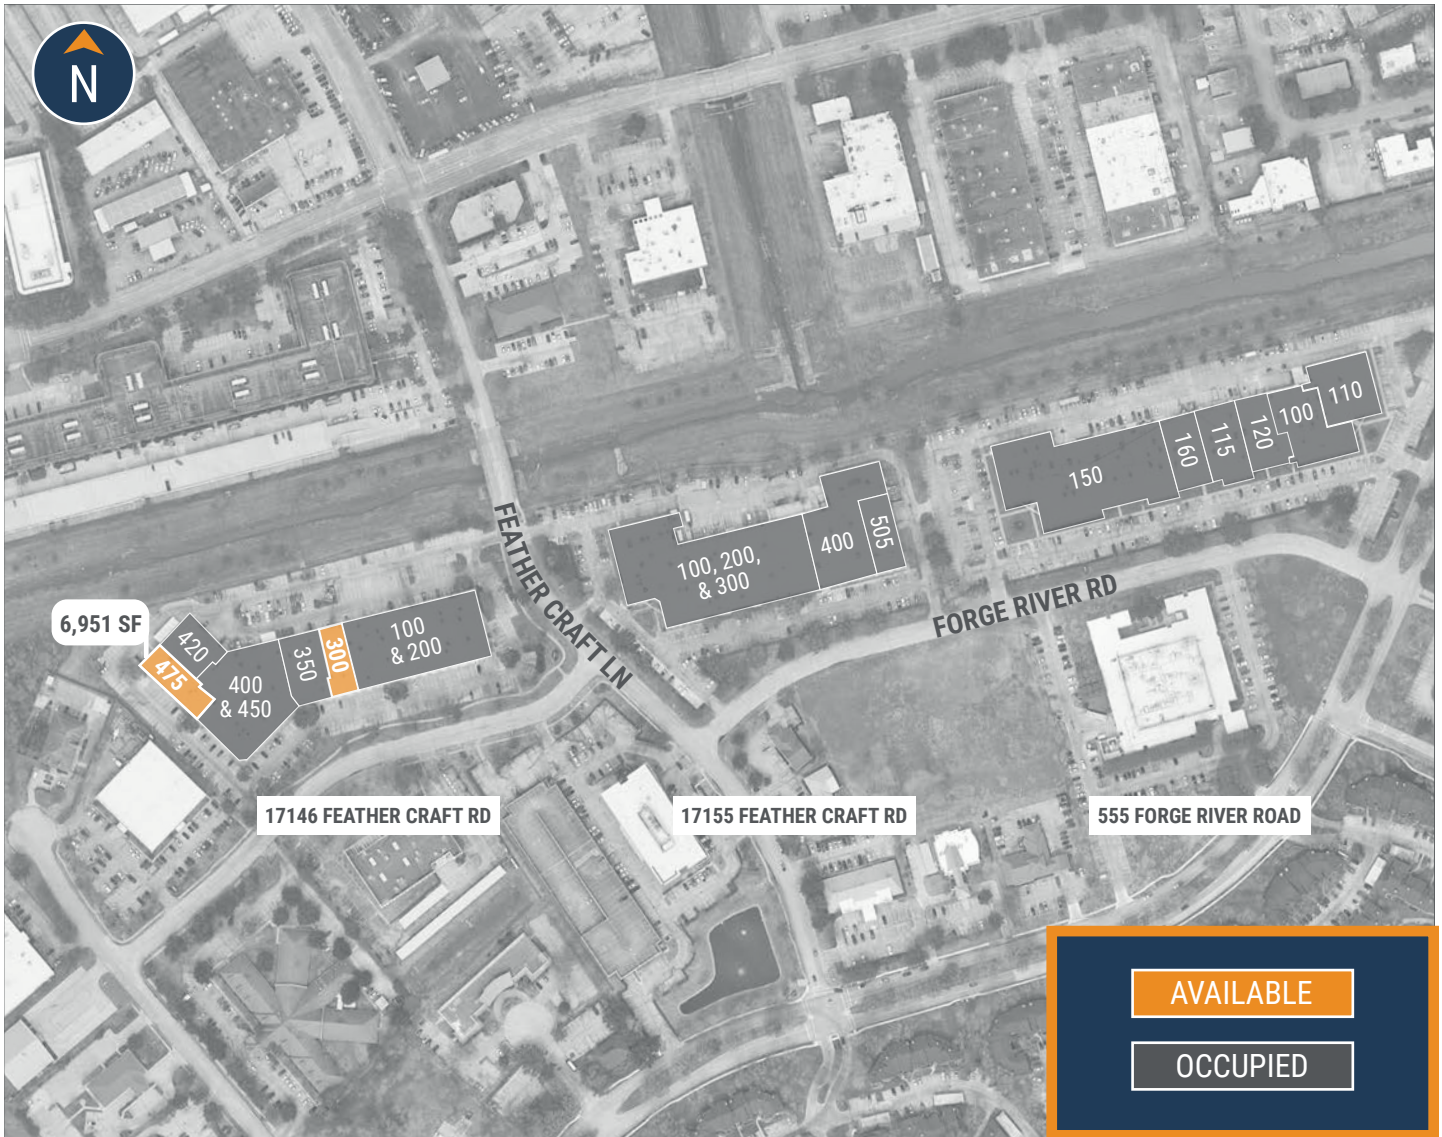 N
110
100
120
115
160
150
505
400
100, 200,
& 300
FEATHER CRAFT LN
FORGE RIVER RD
6,951 SF
420
475
400
& 450
350
300
100
& 200
17146 FEATHER CRAFT RD
17155 FEATHER CRAFT RD
555 FORGE RIVER ROAD
AVAILABLE
OCCUPIED